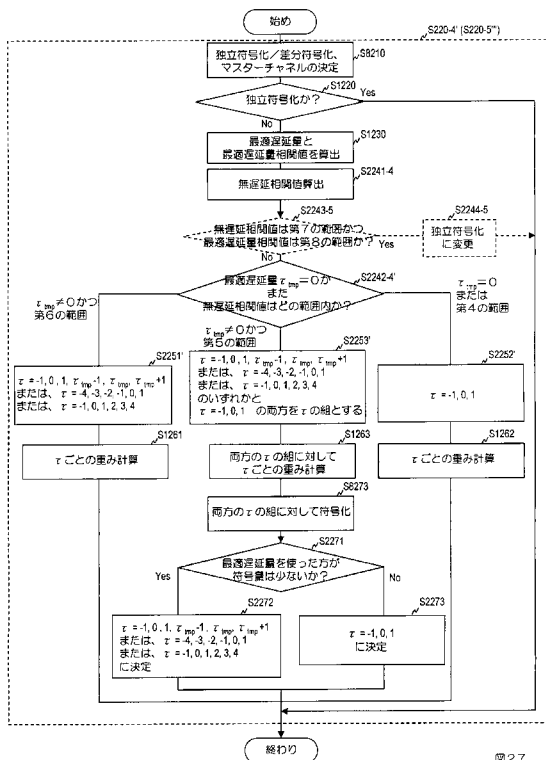 始め
S220-4' (S220-5''')
独立符号化/差分符号化、
マスターチャネルの決定
S8210
独立符号化か?
S1220
Yes
No
最適遅延量と
最適遅延量相関値を算出
S1230
無遅延相関値算出
S2241-4
無遅延相関値は第7の範囲かつ
最適遅延量相関値は第8の範囲か?
S2243-5
Yes
独立符号化
に変更
S2244-5
No
最適遅延量τtmp=0か
また
無遅延相関値はどの範囲内か?
S2242-4'
τtmp≠0かつ
第6の範囲
τtmp≠0かつ
第5の範囲
τtmp=0
または
第4の範囲
S2251'
τ = -1, 0, 1, τtmp-1, τtmp, τtmp+1
または、τ = -4, -3, -2, -1, 0, 1
または、τ = -1, 0, 1, 2, 3, 4
S2253'
τ = -1, 0, 1, τtmp-1, τtmp, τtmp+1
または、τ = -4, -3, -2, -1, 0, 1
または、τ = -1, 0, 1, 2, 3, 4
のいずれかと
τ = -1, 0, 1 の両方をτの組とする
S2252'
τ = -1, 0, 1
S1261
τごとの重み計算
S1263
両方のτの組に対して
τごとの重み計算
S1262
τごとの重み計算
S6273
両方のτの組に対して符号化
S2271
最適遅延量を使った方が
符号量は少ないか?
Yes
No
S2272
τ = -1, 0, 1, τtmp-1, τtmp, τtmp+1
または、τ = -4, -3, -2, -1, 0, 1
または、τ = -1, 0, 1, 2, 3, 4
に決定
S2273
τ = -1, 0, 1
に決定
終わり
図27